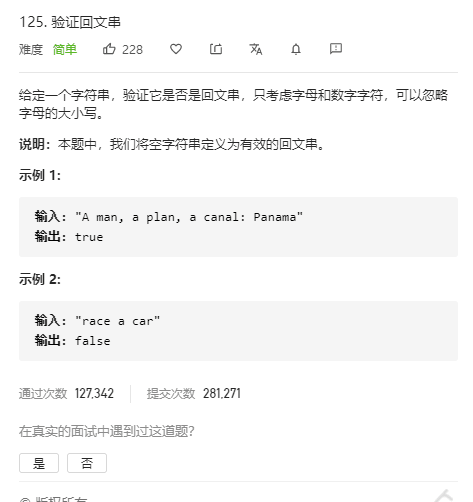 125. 验证回文串
难度 简单 228
给定一个字符串，验证它是否是回文串，只考虑字母和数字字符，可以忽略
字母的大小写。
说明：本题中，我们将空字符串定义为有效的回文串。
示例 1:
输入: "A man, a plan, a canal: Panama"
输出: true
示例 2:
输入: "race a car"
输出: false
通过次数 127,342 提交次数 281,271
在真实的面试中遇到过这道题？
是 否
© 版权所有